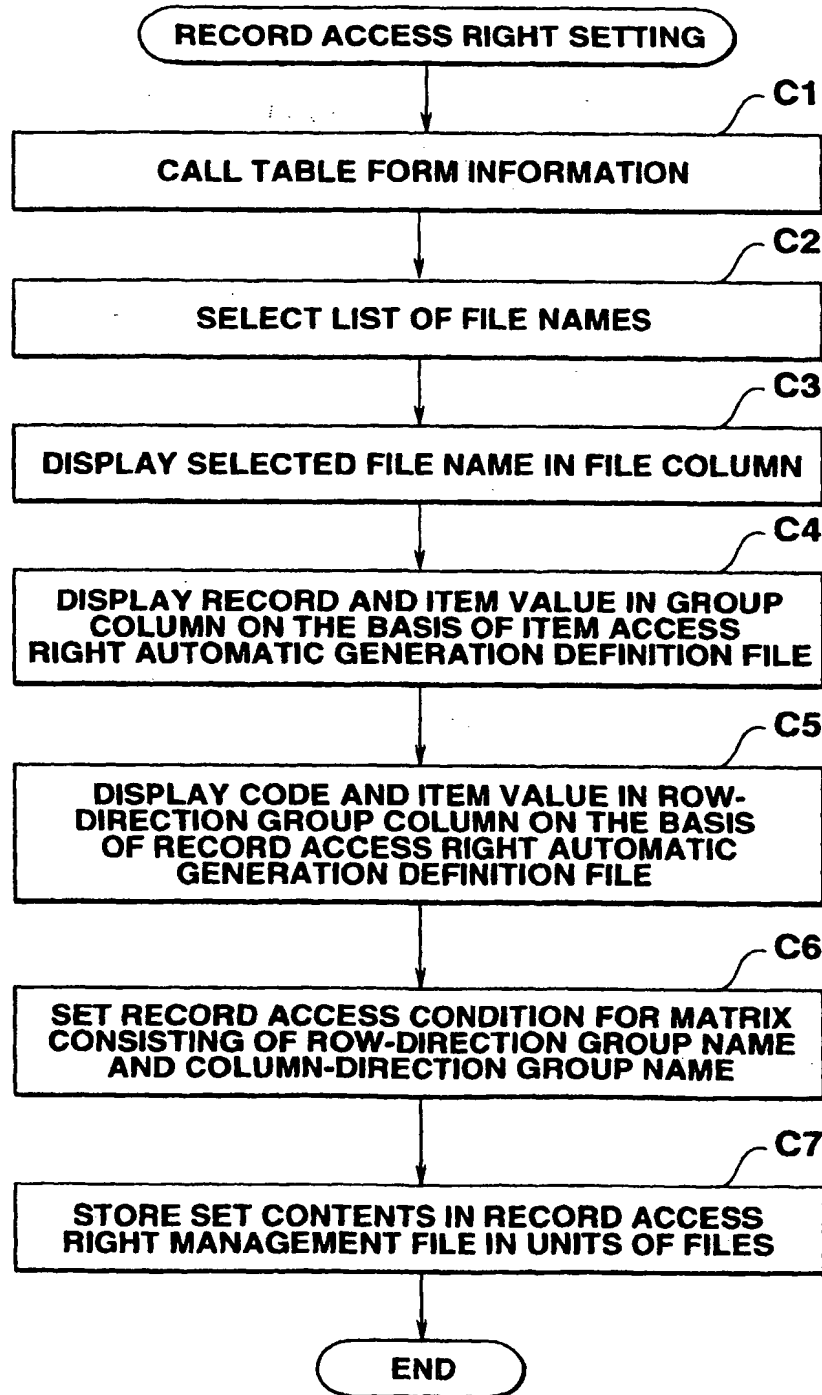 RECORD ACCESS RIGHT SETTING
C1
CALL TABLE FORM INFORMATION
C2
SELECT LIST OF FILE NAMES
C3
DISPLAY SELECTED FILE NAME IN FILE COLUMN
C4
DISPLAY RECORD AND ITEM VALUE IN GROUP
COLUMN ON THE BASIS OF ITEM ACCESS
RIGHT AUTOMATIC GENERATION DEFINITION FILE
C5
DISPLAY CODE AND ITEM VALUE IN ROW-
DIRECTION GROUP COLUMN ON THE BASIS
OF RECORD ACCESS RIGHT AUTOMATIC
GENERATION DEFINITION FILE
C6
SET RECORD ACCESS CONDITION FOR MATRIX
CONSISTING OF ROW-DIRECTION GROUP NAME
AND COLUMN-DIRECTION GROUP NAME
C7
STORE SET CONTENTS IN RECORD ACCESS
RIGHT MANAGEMENT FILE IN UNITS OF FILES
END